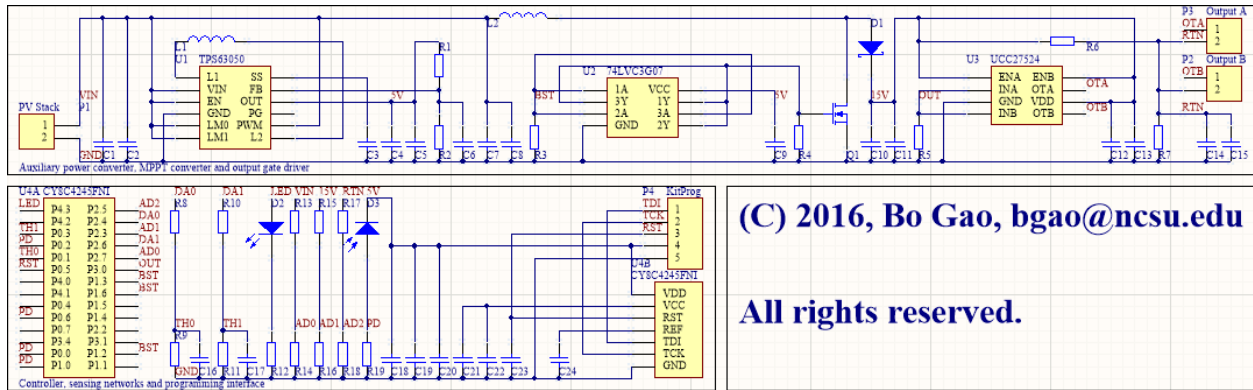 L2
D1
P3 Output A
OTA
RTN
1
2
L1
U1 TPS63050
R1
R6
U2 74LVC3G07
U3 UCC27524
P2 Output B
OTB
1
2
L1 SS
VIN FB
EN OUT
GND PG
LM0 PWM
LM1 L2
1A VCC
3Y 1Y
2A 3A
GND 2Y
ENA ENB
INA OTA
GND VDD
INB OTB
VIN
PV Stack P1
1
2
5V
BST
5V
15V
OUT
OTA
OTB
RTN
GND C1 C2 C3 C4 C5 R2 C6 C7 C8 R3 C9 R4 Q1 C10 C11 R5 C12 C13 R7 C14 C15
Auxiliary power converter, MPPT converter and output gate driver
U4A CY8C4245FNI
DA0 DA1 LED VIN 15V RTN 5V
R8 R10 D2 R13 R15 R17 D3
P4 KitProg
LED P4.3 P2.5 AD2
P4.2 P2.4 DA0
TH1 P0.3 P2.3 AD1
PD P0.2 P2.6 DA1
TH0 P0.1 P2.7 AD0
RST P0.5 P3.0 OUT
P4.0 P1.3 BST
P4.1 P1.6 BST
P0.4 P1.5
PD P0.6 P1.4
P0.7 P2.2
PD P3.4 P3.1
PD P0.0 P1.2 BST
P1.0 P1.1
TDI 1
TCK 2
RST 3
4
5
U4B
CY8C4245FNI
VDD
VCC
RST
REF
TDI
TCK
GND
TH0 TH1 AD0 AD1 AD2 PD
R9
GND C16 R11 C17 R12 R14 R16 R18 R19 C18 C19 C20 C21 C22 C23 C24
Controller, sensing networks and programming interface
(C) 2016, Bo Gao, bgao@ncsu.edu
All rights reserved.